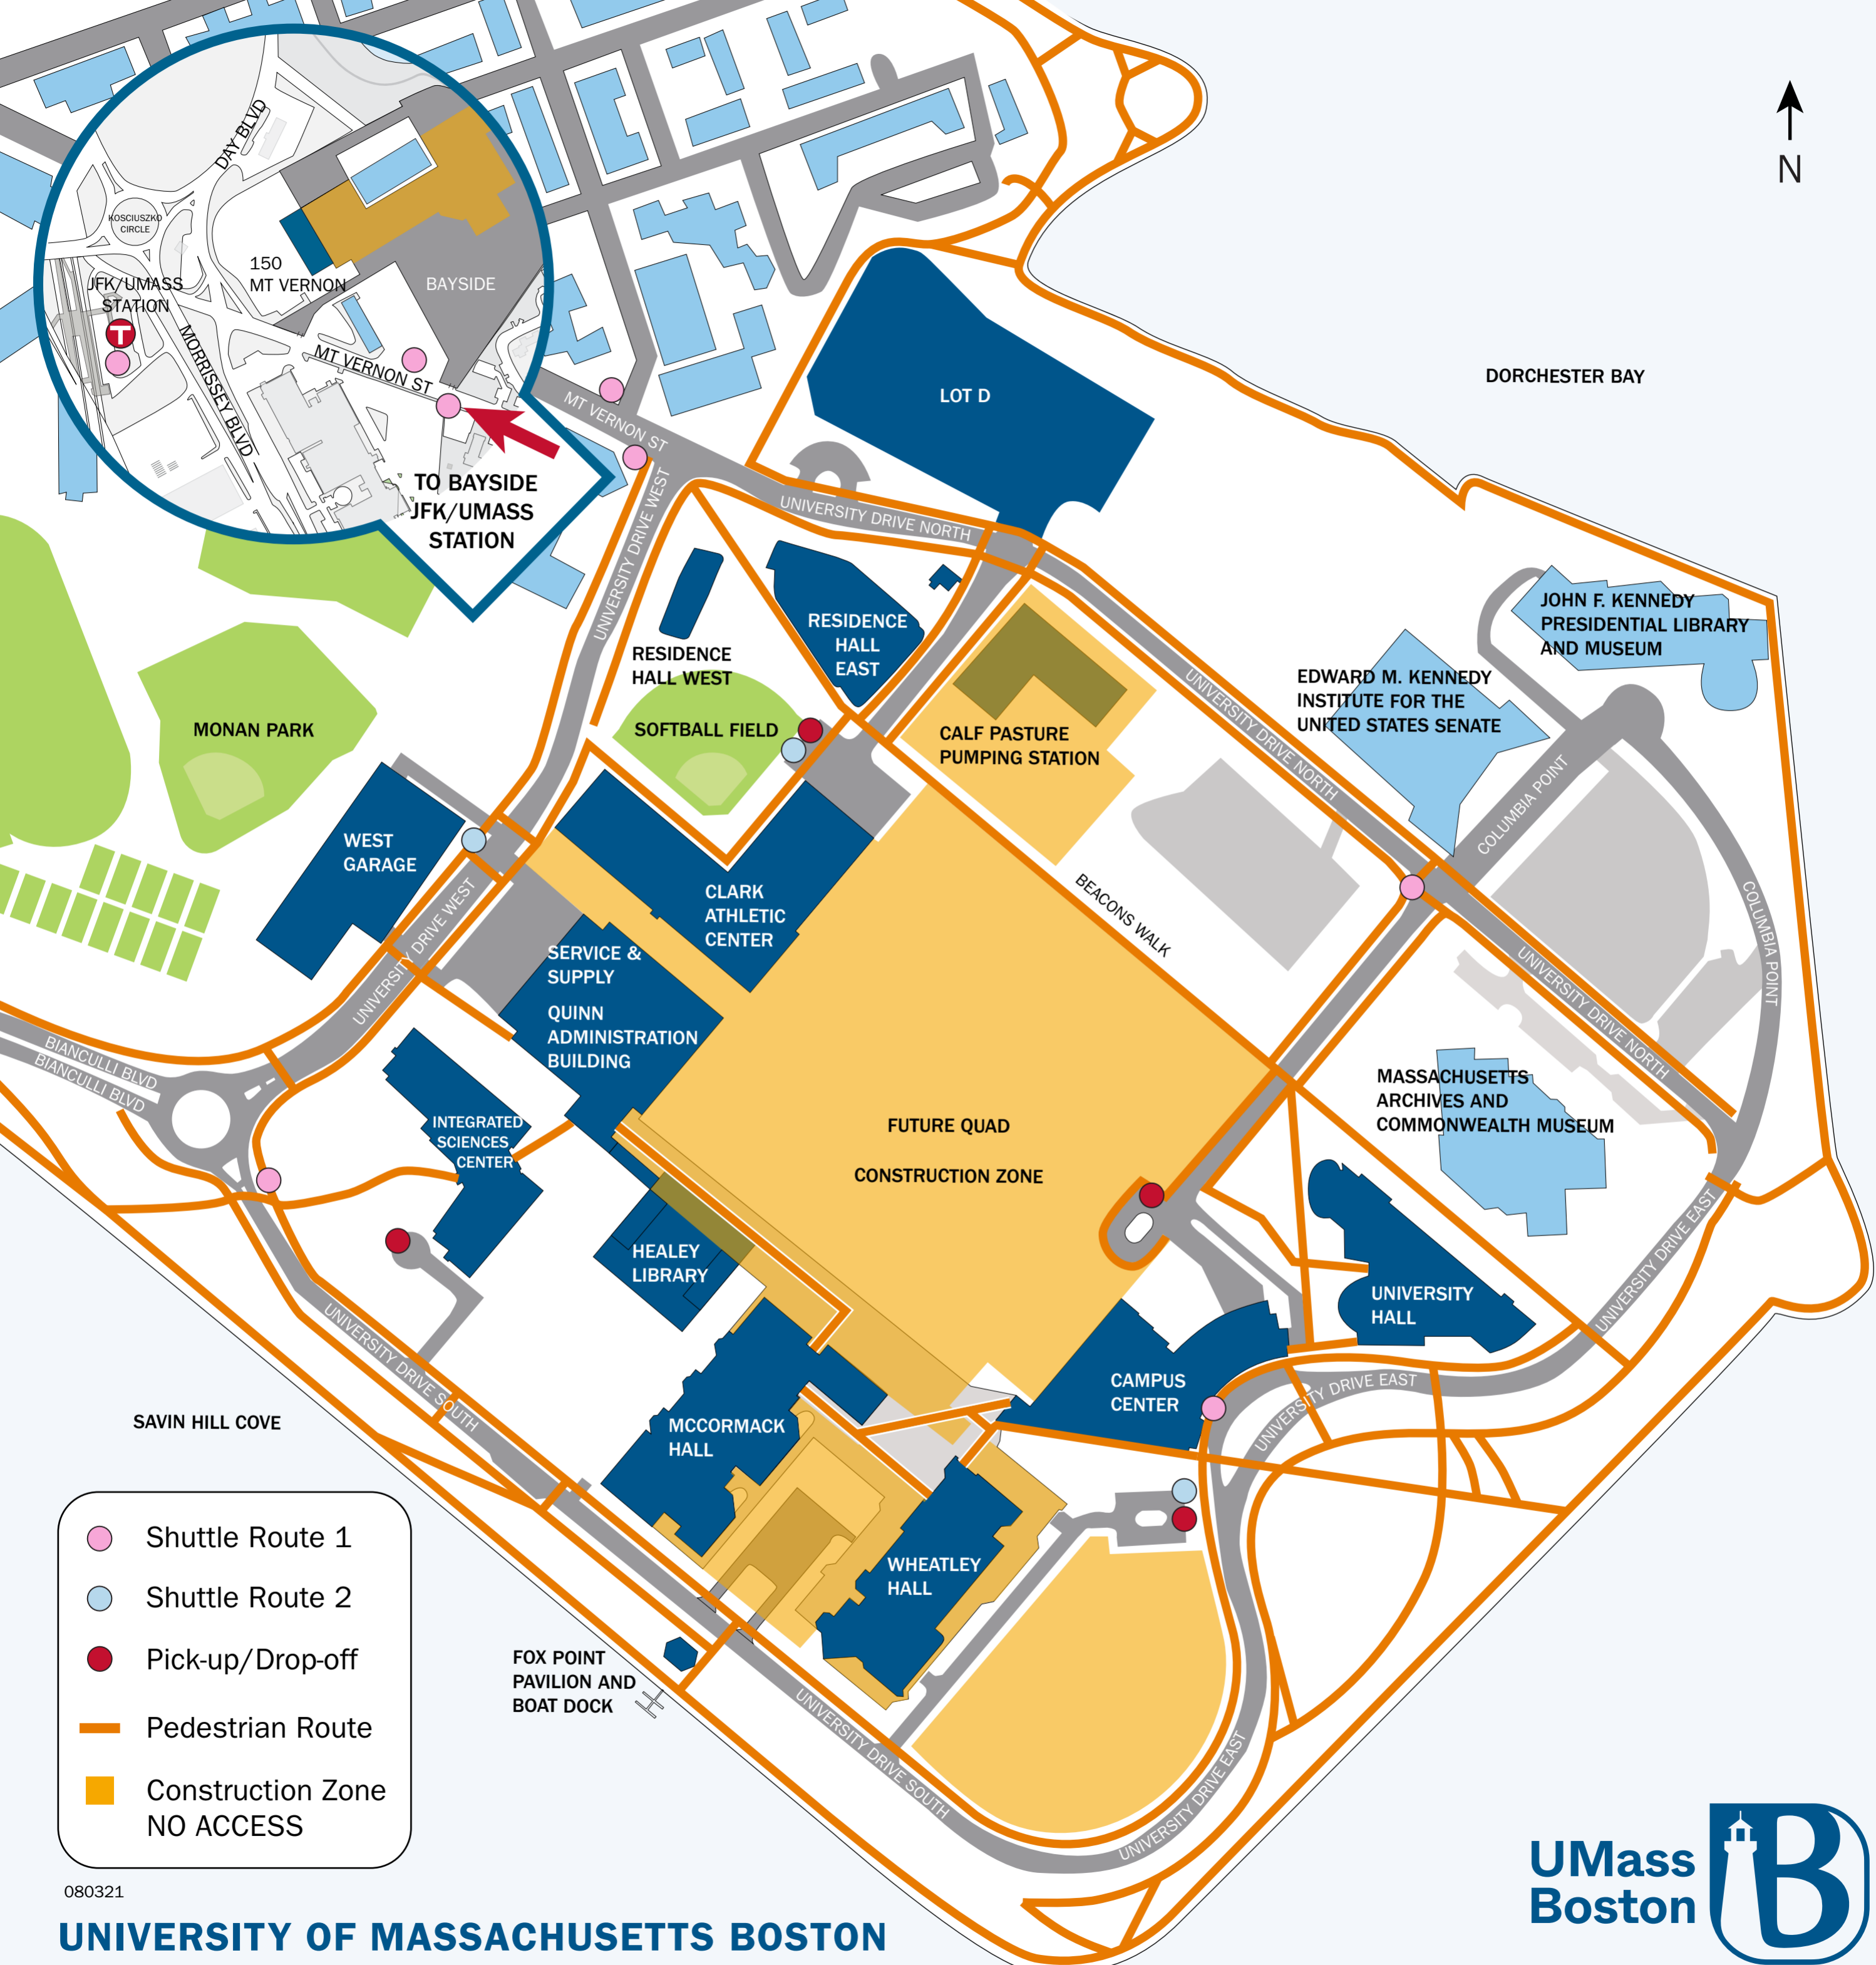 N
DAY BLVD
KOSCIUSZKO
CIRCLE
150
MT VERNON
BAYSIDE
JFK/UMASS
STATION
T
MORRISSEY BLVD
MT VERNON ST
TO BAYSIDE
JFK/UMASS
STATION
MT VERNON ST
LOT D
DORCHESTER BAY
UNIVERSITY DRIVE WEST
UNIVERSITY DRIVE NORTH
RESIDENCE
HALL
EAST
RESIDENCE
HALL WEST
SOFTBALL FIELD
MONAN PARK
JOHN F. KENNEDY
PRESIDENTIAL LIBRARY
AND MUSEUM
EDWARD M. KENNEDY
INSTITUTE FOR THE
UNITED STATES SENATE
UNIVERSITY DRIVE NORTH
CALF PASTURE
PUMPING STATION
COLUMBIA POINT
WEST
GARAGE
CLARK
ATHLETIC
CENTER
BEACONS WALK
COLUMBIA POINT
UNIVERSITY DRIVE WEST
SERVICE &
SUPPLY
QUINN
ADMINISTRATION
BUILDING
UNIVERSITY DRIVE NORTH
BIANCULLI BLVD
BIANCULLI BLVD
MASSACHUSETTS
ARCHIVES AND
COMMONWEALTH MUSEUM
INTEGRATED
SCIENCES
CENTER
FUTURE QUAD
CONSTRUCTION ZONE
HEALEY
LIBRARY
UNIVERSITY
HALL
UNIVERSITY DRIVE EAST
UNIVERSITY DRIVE SOUTH
CAMPUS
CENTER
UNIVERSITY DRIVE EAST
SAVIN HILL COVE
MCCORMACK
HALL
WHEATLEY
HALL
FOX POINT
PAVILION AND
BOAT DOCK
UNIVERSITY DRIVE SOUTH
UNIVERSITY DRIVE EAST
Shuttle Route 1
Shuttle Route 2
Pick-up/Drop-off
Pedestrian Route
Construction Zone
NO ACCESS
080321
UNIVERSITY OF MASSACHUSETTS BOSTON
UMass
Boston
B